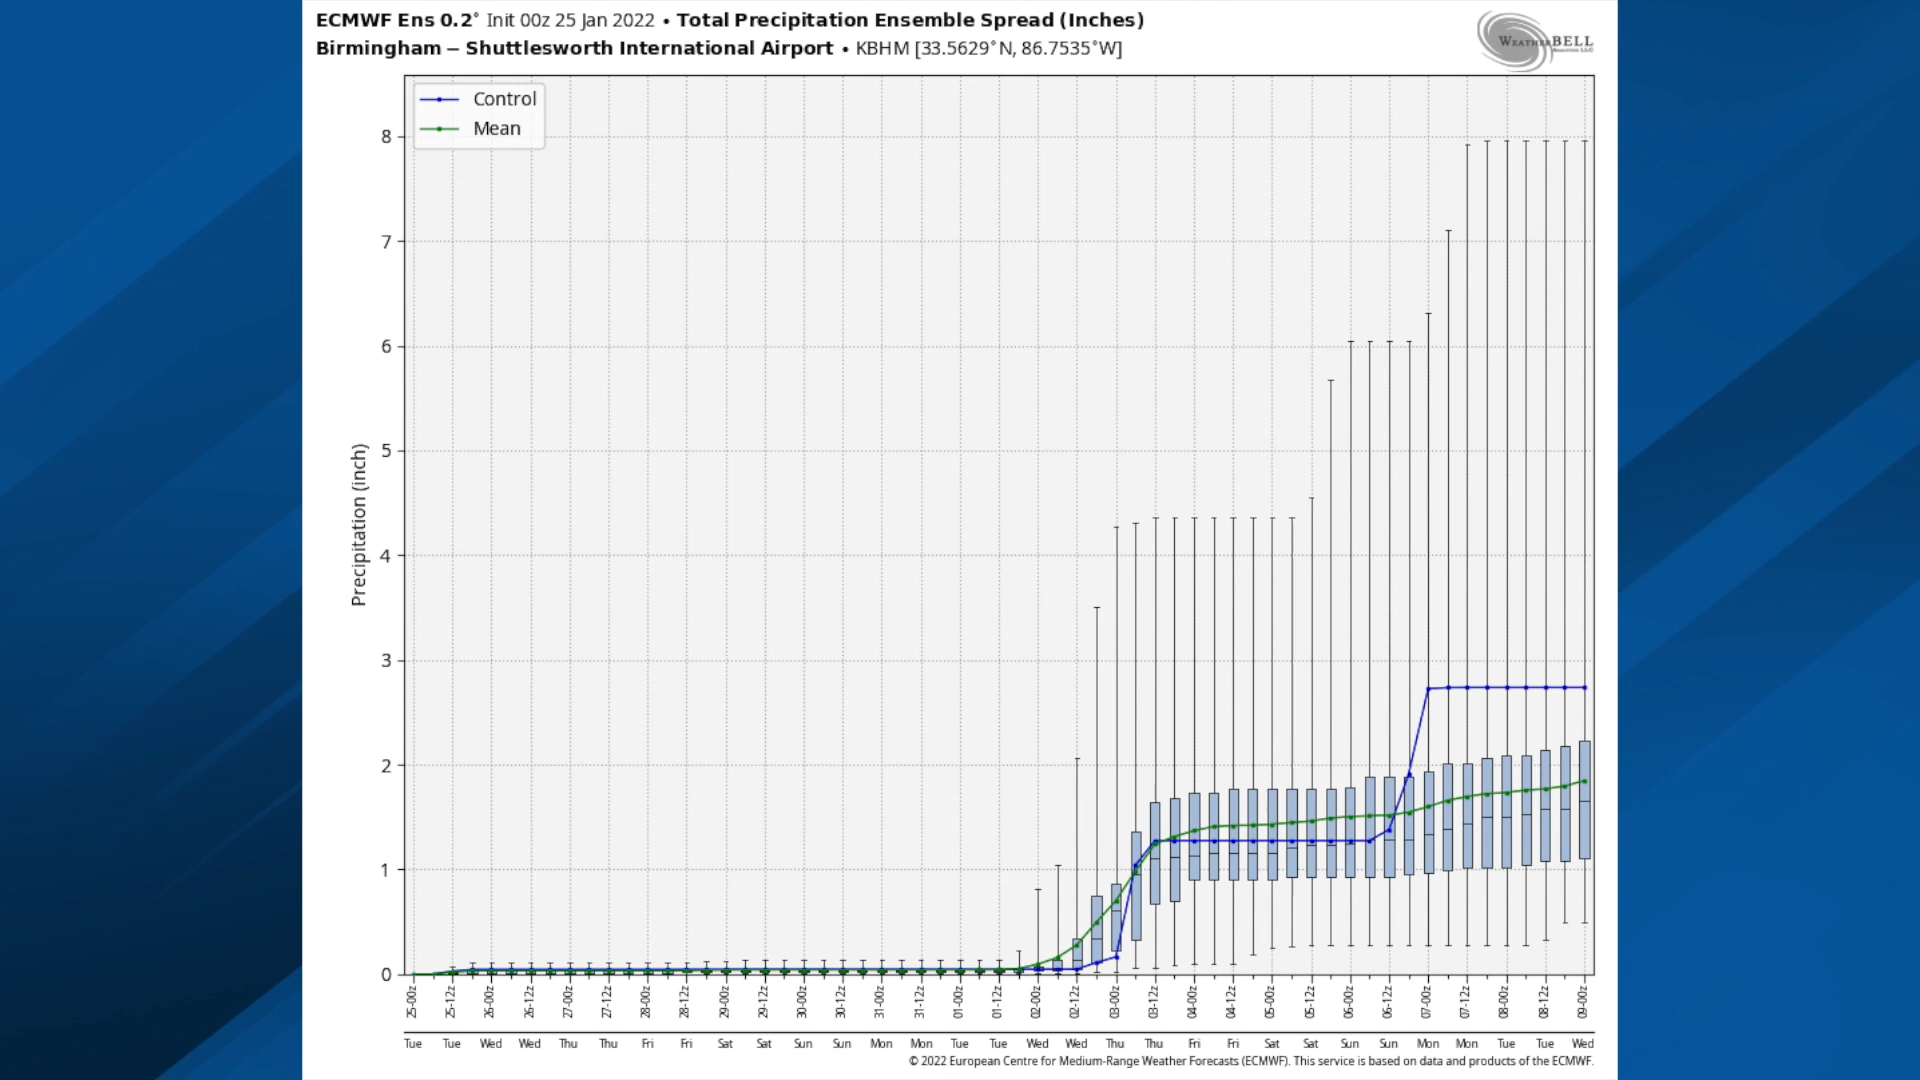 ECMWF Ens 0.2° Init 00z 25 Jan 2022 • Total Precipitation Ensemble Spread (Inches)
Birmingham — Shuttlesworth International Airport • KBHM [33.5629°N, 86.7535°W]
WEATHERBELL
Control
Mean
Precipitation (inch)
8
7
6
5
4
3
2
1
0
25-00z 25-12z 26-00z 26-12z 27-00z 27-12z 28-00z 28-12z 29-00z 29-12z 30-00z 30-12z 31-00z 31-12z 01-00z 01-12z 02-00z 02-12z 03-00z 03-12z 04-00z 04-12z 05-00z 05-12z 06-00z 06-12z 07-00z 07-12z 08-00z 08-12z 09-00z
Tue Tue Wed Wed Thu Thu Fri Fri Sat Sat Sun Sun Mon Mon Tue Tue Wed Wed Thu Thu Fri Fri Sat Sat Sun Sun Mon Mon Tue Tue Wed
© 2022 European Centre for Medium-Range Weather Forecasts (ECMWF). This service is based on data and products of the ECMWF.